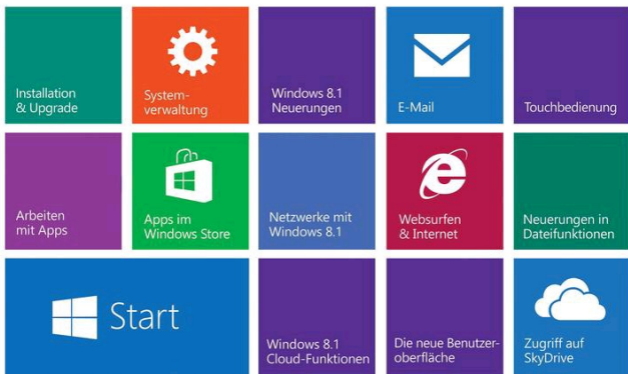 Installation
& Upgrade
System-
verwaltung
Windows 8.1
Neuerungen
E-Mail
Touchbedienung
Arbeiten
mit Apps
Apps im
Windows Store
Netzwerke mit
Windows 8.1
Websurfen
& Internet
Neuerungen in
Dateifunktionen
Start
Windows 8.1
Cloud-Funktionen
Die neue Benutzer-
oberfläche
Zugriff auf
SkyDrive